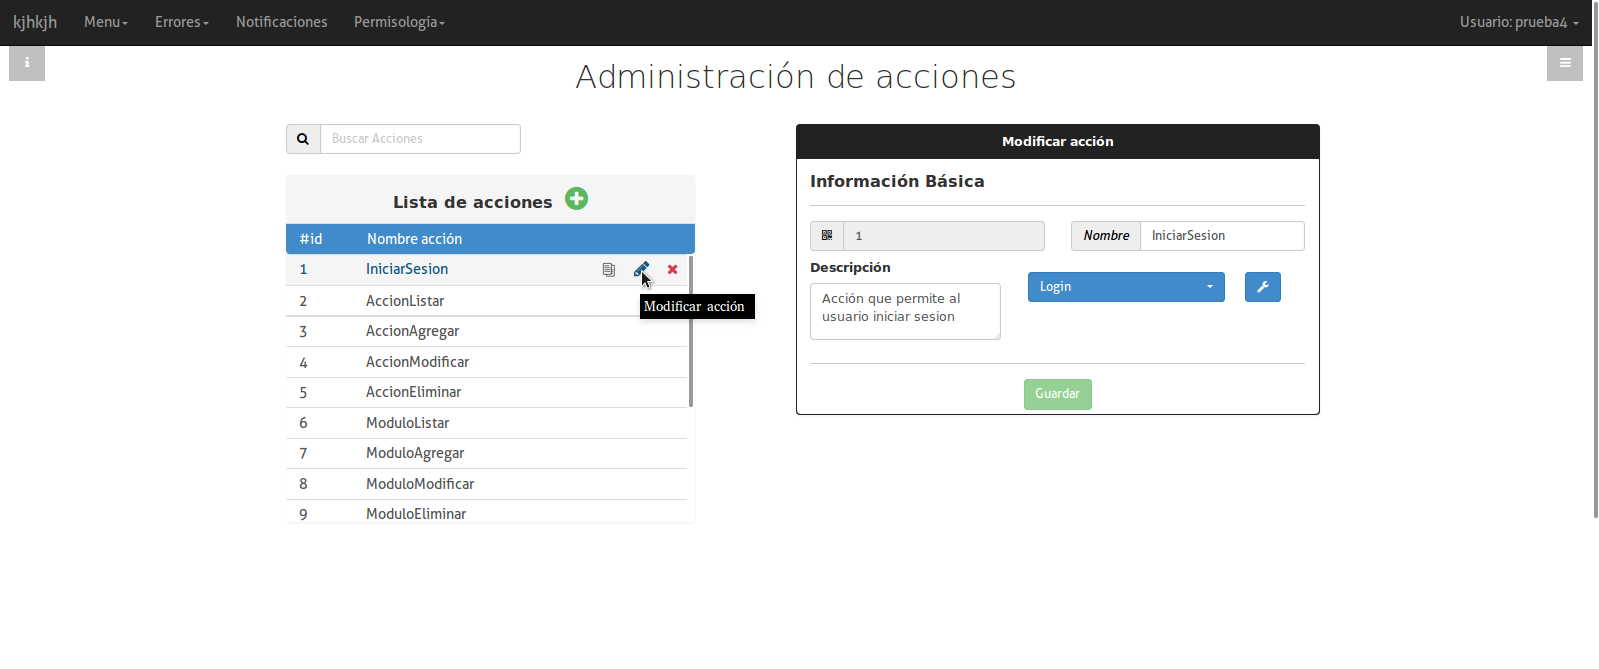 kjhkjh Menu Errores Notificaciones Permisologia Usuario: prueba4
Administración de acciones
Buscar Acciones
Lista de acciones
#id Nombre acción
1 IniciarSesion
2 AccionListar
3 AccionAgregar
4 AccionModificar
5 AccionEliminar
6 ModuloListar
7 ModuloAgregar
8 ModuloModificar
9 ModuloEliminar
Modificar acción
Modificar acción
Información Básica
1 Nombre IniciarSesion
Descripción
Acción que permite al
usuario iniciar sesion
Login
Guardar